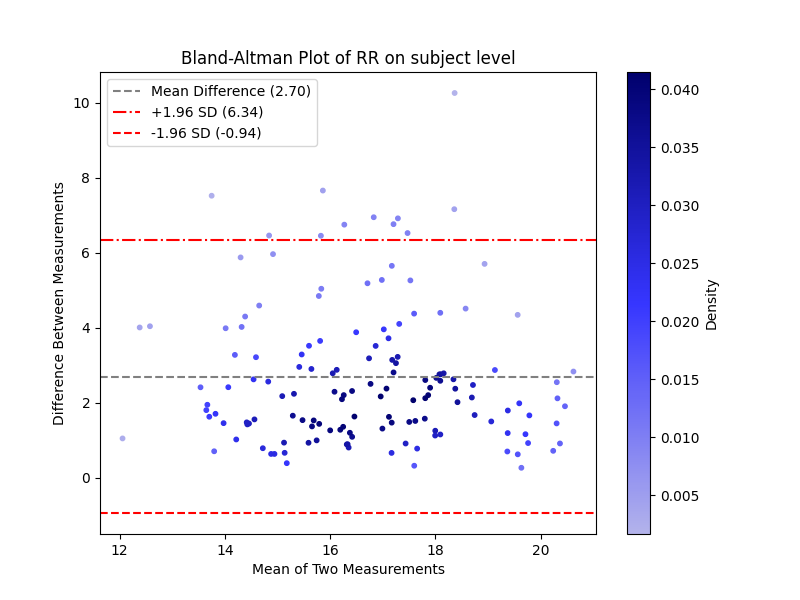 Bland-Altman Plot of RR on subject level
Mean Difference (2.70)
+1.96 SD (6.34)
-1.96 SD (-0.94)
Difference Between Measurements
10
8
6
4
2
0
12
14
16
18
20
Mean of Two Measurements
0.040
0.035
0.030
0.025
0.020
0.015
0.010
0.005
Density